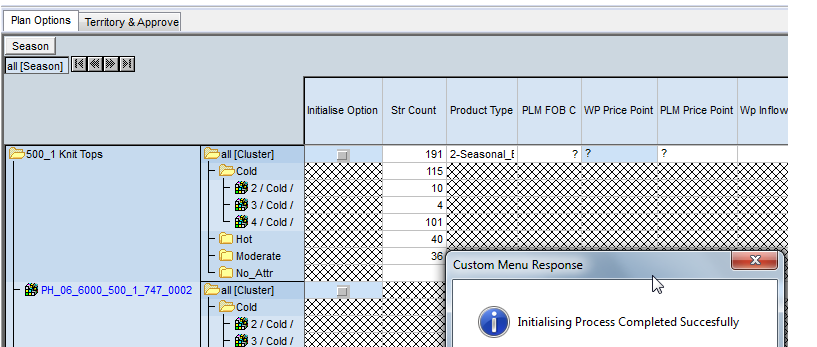 Plan Options Territory & Approve
Season
all [Season]
Initialise Option Str Count Product Type PLM FOB C WP Price Point PLM Price Point Wp Inflow
500_1 Knit Tops all [Cluster] 191 2-Seasonal_E ? ? ?
Cold 115
2 / Cold / 10
3 / Cold / 4
4 / Cold / 101
Hot 40
Moderate 36
No_Attr
PH_06_6000_500_1_747_0002 all [Cluster]
Cold
2 / Cold /
3 / Cold /
Custom Menu Response
Initialising Process Completed Succesfully